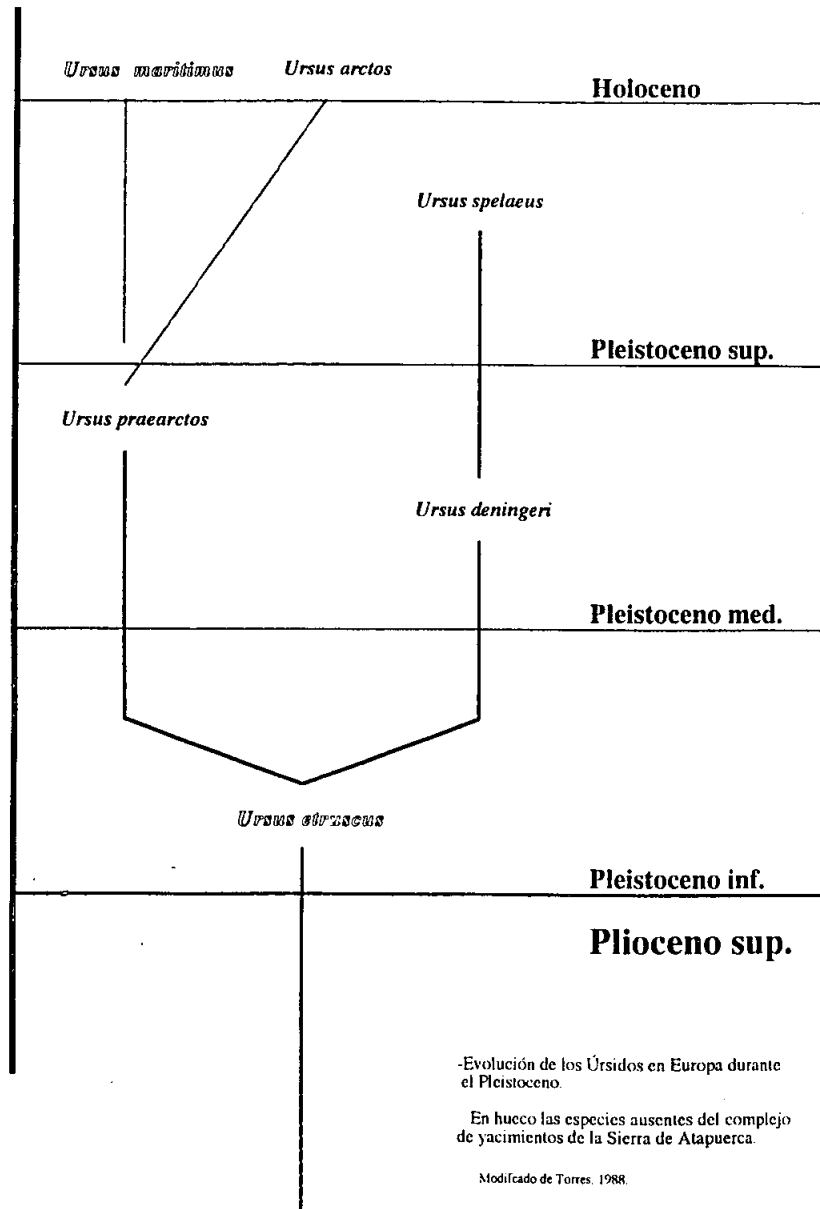 Ursus maritimus Ursus arctos
Holoceno
Ursus spelaeus
Pleistoceno sup.
Ursus praearctos
Ursus deningeri
Pleistoceno med.
Ursus etruscus
Pleistoceno inf.
Plioceno sup.
-Evolución de los Úrsidos en Europa durante
el Pleistoceno.
En hueco las especies ausentes del complejo
de yacimientos de la Sierra de Atapuerca.
Modifcado de Torres. 1988.